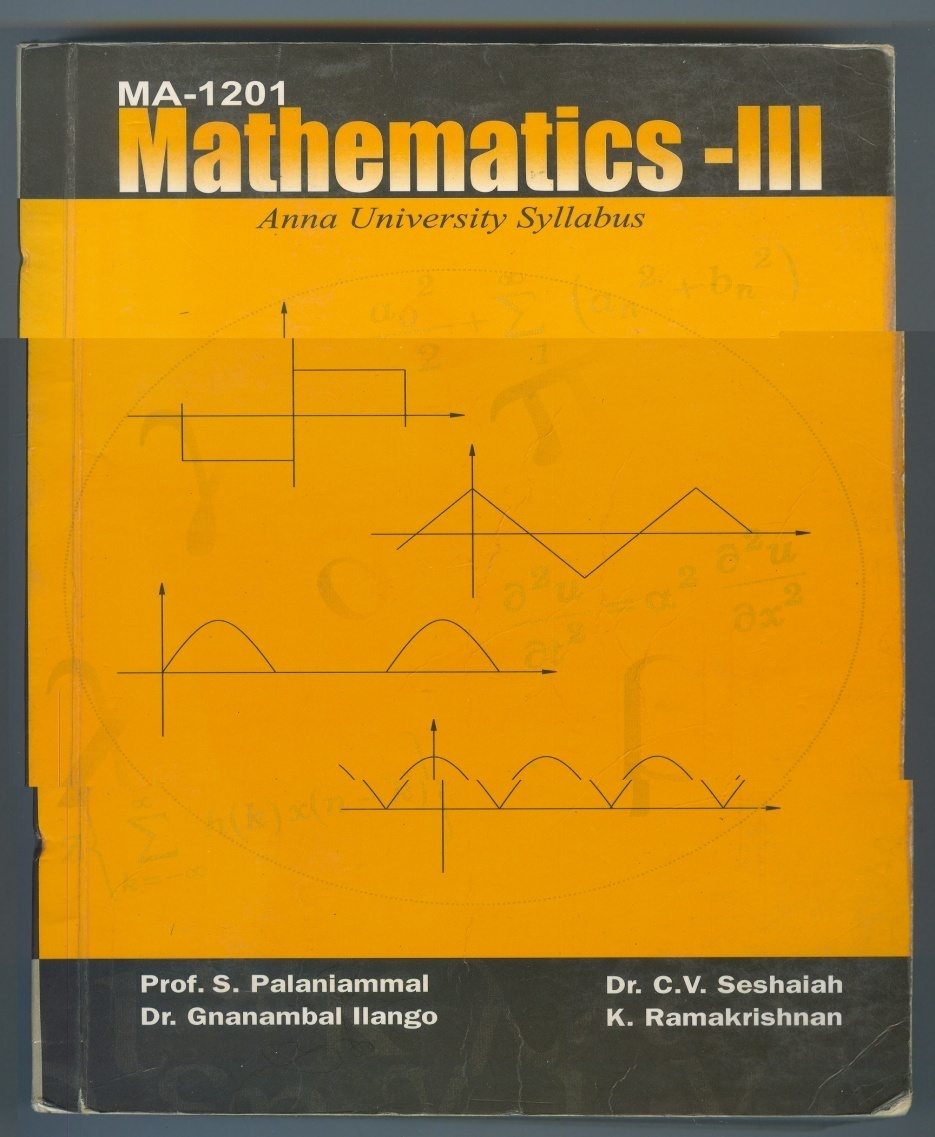 MA-1201
Mathematics -III
Anna University Syllabus
Prof. S. Palaniammal
Dr. Gnanambal Ilango
Dr. C.V. Seshaiah
K. Ramakrishnan